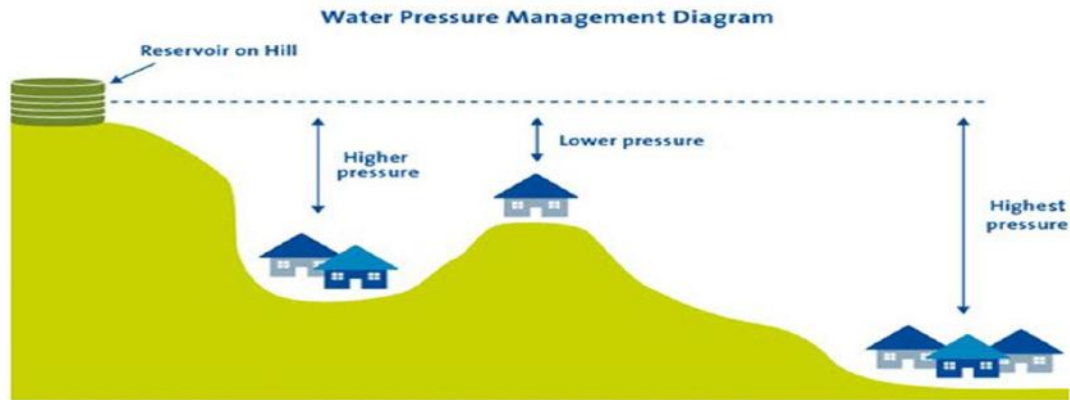 Water Pressure Management Diagram
Reservoir on Hill
Higher
pressure
Lower pressure
Highest
pressure